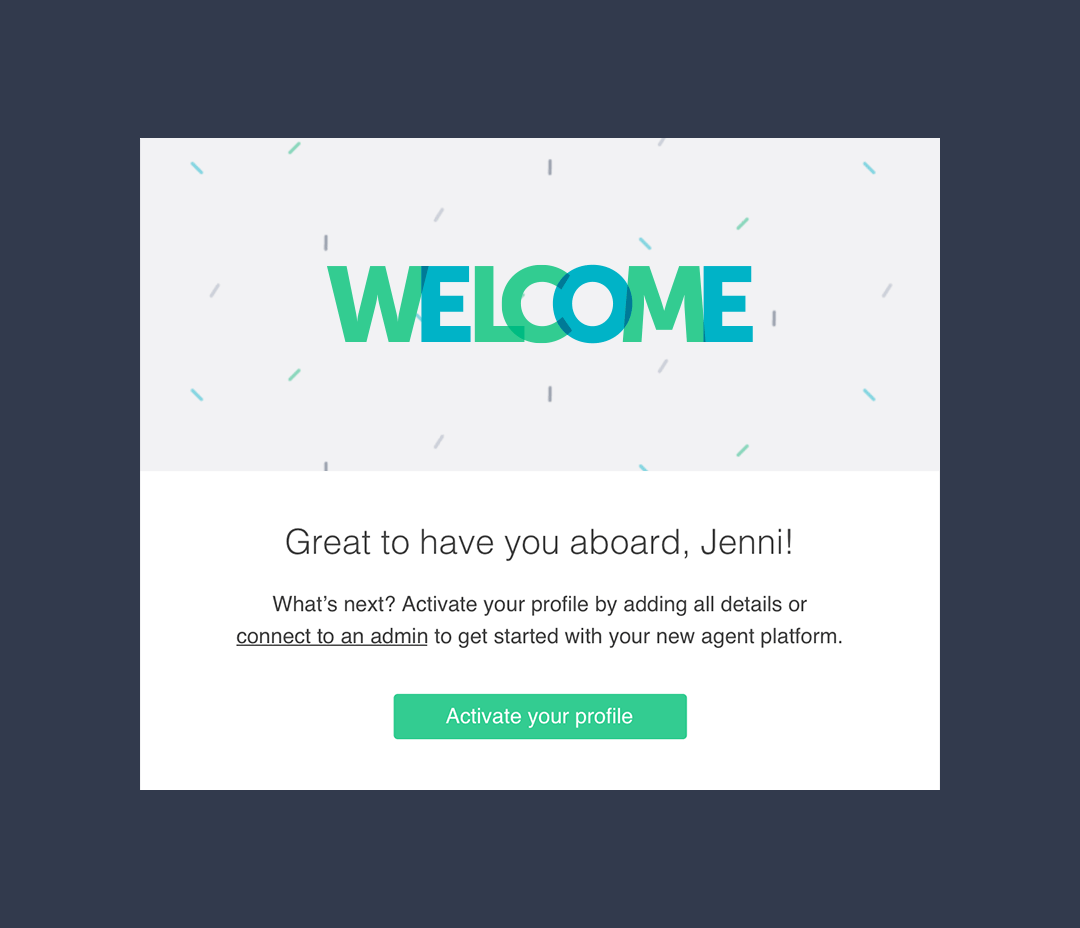 WELCOME
Great to have you aboard, Jenni!
What’s next? Activate your profile by adding all details or
connect to an admin to get started with your new agent platform.
Activate your profile